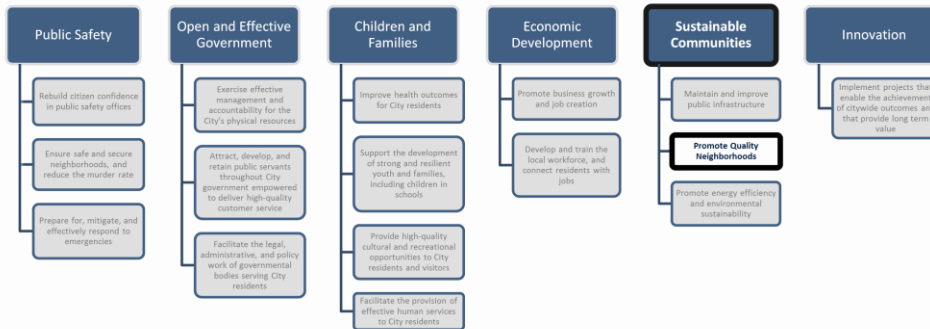 Public Safety
Rebuild citizen confidence
in public safety offices
Ensure safe and secure
neighborhoods, and
reduce the murder rate
Prepare for, mitigate, and
effectively respond to
emergencies
Open and Effective
Government
Exercise effective
management and
accountability for the
City's physical resources
Attract, develop, and
retain public servants
throughout City
government empowered
to deliver high-quality
customer service
Facilitate the legal,
administrative, and policy
work of governmental
bodies serving City
residents
Children and
Families
Improve health outcomes
for City residents
Support the development
of strong and resilient
youth and families,
including children in
schools
Provide high-quality
cultural and recreational
opportunities to City
residents and visitors
Facilitate the provision of
effective human services
to City residents
Economic
Development
Promote business growth
and job creation
Develop and train the
local workforce, and
connect residents with
jobs
Sustainable
Communities
Maintain and improve
public infrastructure
Promote Quality
Neighborhoods
Promote energy efficiency
and environmental
sustainability
Innovation
Implement projects that
enable the achievement
of citywide outcomes and
that provide long term
value